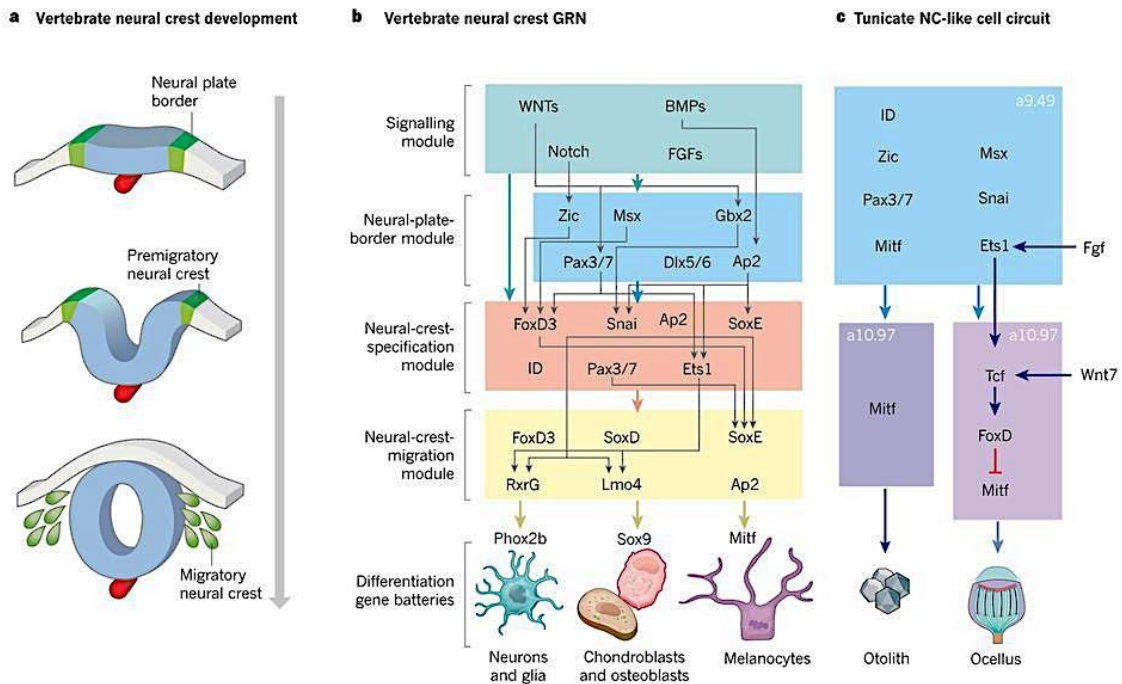 a Vertebrate neural crest development
Neural plate
border
Premigratory
neural crest
Migratory
neural crest
b Vertebrate neural crest GRN
Signalling
module
WNTs
BMPs
Notch
FGFs
Neural-plate-
border module
Zic
Msx
Gbx2
Pax3/7
Dlx5/6
Ap2
Neural-crest-
specification
module
FoxD3
Snai
Ap2
SoxE
ID
Pax3/7
Ets1
Neural-crest-
migration
module
FoxD3
SoxD
SoxE
RxrG
Lmo4
Ap2
Phox2b
Sox9
Mitf
Differentiation
gene batteries
Neurons
and glia
Chondroblasts
and osteoblasts
Melanocytes
c Tunicate NC-like cell circuit
a9.49
ID
Zic
Msx
Pax3/7
Snai
Mitf
Ets1
Fgf
a10.97
Mitf
a10.97
Tcf
Wnt7
FoxD
Mitf
Otolith
Ocellus